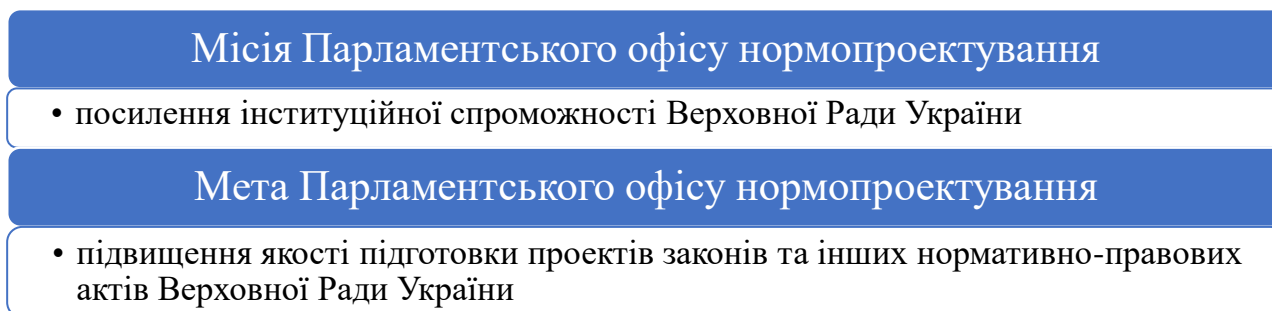 Місія Парламентського офісу нормопроектування
• посилення інституційної спроможності Верховної Ради України
Мета Парламентського офісу нормопроектування
• підвищення якості підготовки проектів законів та інших нормативно-правових
актів Верховної Ради України